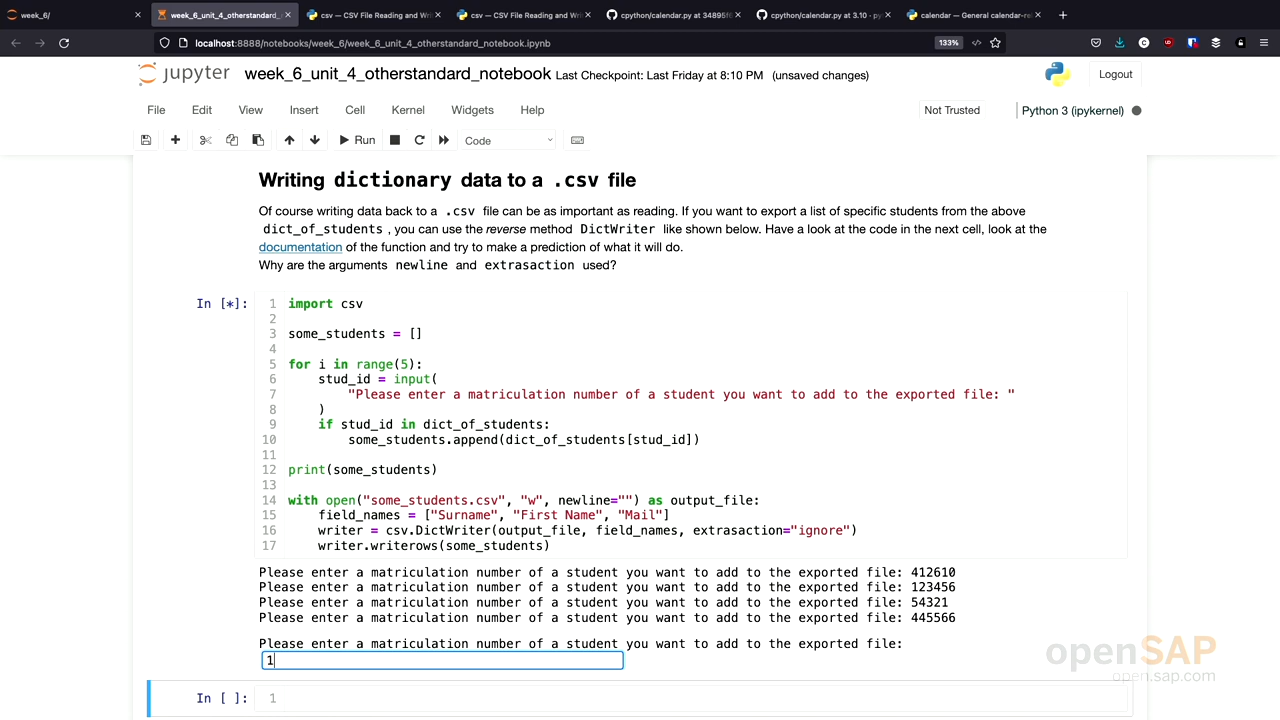 week_6/
week_6_unit_4_otherstandard_
csv — CSV File Reading and Wri
csv — CSV File Reading and Wri
cpython/calendar.py at 34895f6
cpython/calendar.py at 3.10 · py
calendar — General calendar-rel
localhost:8888/notebooks/week_6/week_6_unit_4_otherstandard_notebook.ipynb
133%
jupyter week_6_unit_4_otherstandard_notebook Last Checkpoint: Last Friday at 8:10 PM (unsaved changes)
Logout
File Edit View Insert Cell Kernel Widgets Help
Not Trusted
Python 3 (ipykernel)
Run
Code
Writing dictionary data to a .csv file
Of course writing data back to a .csv file can be as important as reading. If you want to export a list of specific students from the above
dict_of_students , you can use the reverse method DictWriter like shown below. Have a look at the code in the next cell, look at the
documentation of the function and try to make a prediction of what it will do.
Why are the arguments newline and extrasaction used?
In [*]:
1 import csv
2
3 some_students = []
4
5 for i in range(5):
6 stud_id = input(
7 "Please enter a matriculation number of a student you want to add to the exported file: "
8 )
9 if stud_id in dict_of_students:
10 some_students.append(dict_of_students[stud_id])
11
12 print(some_students)
13
14 with open("some_students.csv", "w", newline="") as output_file:
15 field_names = ["Surname", "First Name", "Mail"]
16 writer = csv.DictWriter(output_file, field_names, extrasaction="ignore")
17 writer.writerows(some_students)
Please enter a matriculation number of a student you want to add to the exported file: 412610
Please enter a matriculation number of a student you want to add to the exported file: 123456
Please enter a matriculation number of a student you want to add to the exported file: 54321
Please enter a matriculation number of a student you want to add to the exported file: 445566
Please enter a matriculation number of a student you want to add to the exported file:
1
openSAP
open.sap.com
In [ ]: 1